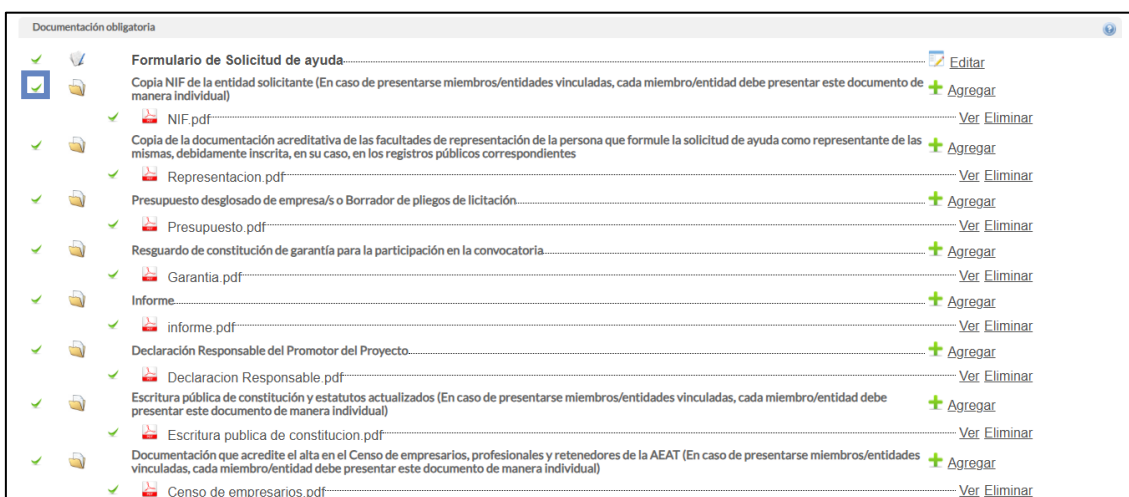 Documentación obligatoria
Formulario de Solicitud de ayuda Editar
Copia NIF de la entidad solicitante (En caso de presentarse miembros/entidades vinculadas, cada miembro/entidad debe presentar este documento de
manera individual) Agregar
NIF.pdf Ver Eliminar
Copia de la documentación acreditativa de las facultades de representación de la persona que formule la solicitud de ayuda como representante de las
mismas, debidamente inscrita, en su caso, en los registros públicos correspondientes Agregar
Representacion.pdf Ver Eliminar
Presupuesto desglosado de empresa/s o Borrador de pliegos de licitación Agregar
Presupuesto.pdf Ver Eliminar
Resguardo de constitución de garantía para la participación en la convocatoria Agregar
Garantia.pdf Ver Eliminar
Informe Agregar
informe.pdf Ver Eliminar
Declaración Responsable del Promotor del Proyecto Agregar
Declaracion Responsable.pdf Ver Eliminar
Escritura pública de constitución y estatutos actualizados (En caso de presentarse miembros/entidades vinculadas, cada miembro/entidad debe
presentar este documento de manera individual) Agregar
Escritura publica de constitucion.pdf Ver Eliminar
Documentación que acredite el alta en el Censo de empresarios, profesionales y retenedores de la AEAT (En caso de presentarse miembros/entidades
vinculadas, cada miembro/entidad debe presentar este documento de manera individual) Agregar
Censo de empresarios.pdf Ver Eliminar